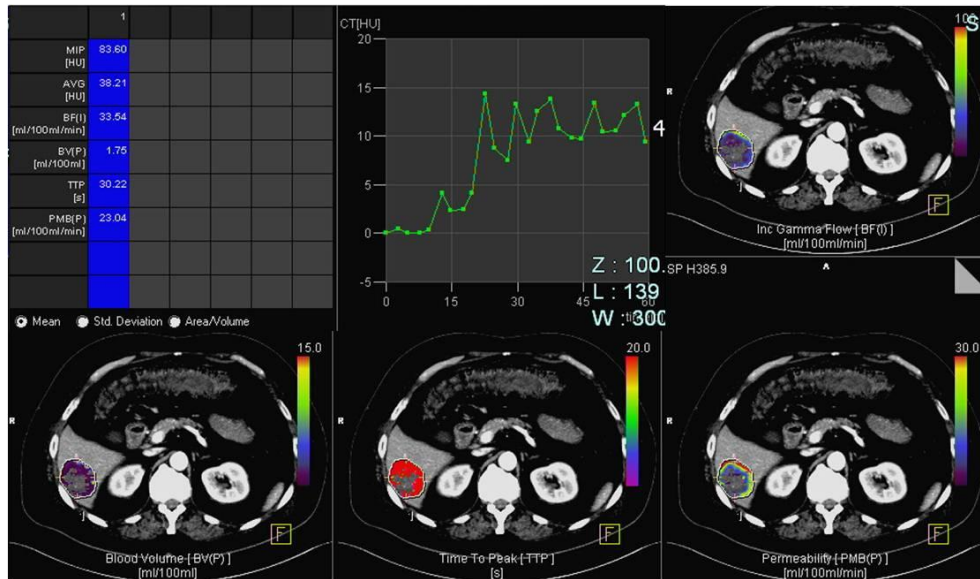 1
MIP
[HU]
83.60
AVG
[HU]
38.21
BF(I)
[ml/100ml/min]
33.54
BV(P)
[ml/100ml]
1.75
TTP
[s]
30.22
PMB(P)
[ml/100ml/min]
23.04
Mean Std. Deviation Area/Volume
CT[HU]
20
15
10
5
0
-5
0 15 30 45 60
4
Z : 100.
L : 139
W : 300
100
S
R
F
Inc Gamma Flow [ BF(I) ]
[ml/100ml/min]
SP H385.9
15.0
R
F
Blood Volume [ BV(P) ]
[ml/100ml]
20.0
R
F
Time To Peak [ TTP ]
[s]
30.0
R
F
Permeability [ PMB(P) ]
[ml/100ml/min]